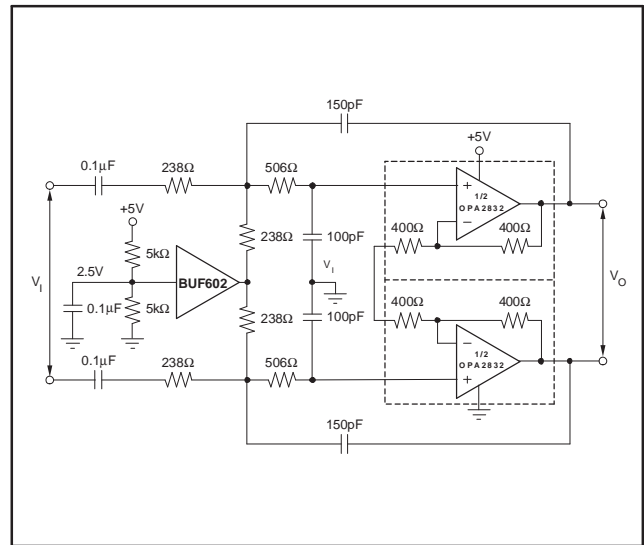 150pF
+5V
0.1μF
238Ω
506Ω
1/2
OPA2832
+5V
238Ω
100pF
400Ω
400Ω
5kΩ
2.5V
BUF602
V_I
V_I
V_O
0.1μF
5kΩ
238Ω
100pF
400Ω
400Ω
0.1μF
238Ω
506Ω
1/2
OPA2832
150pF